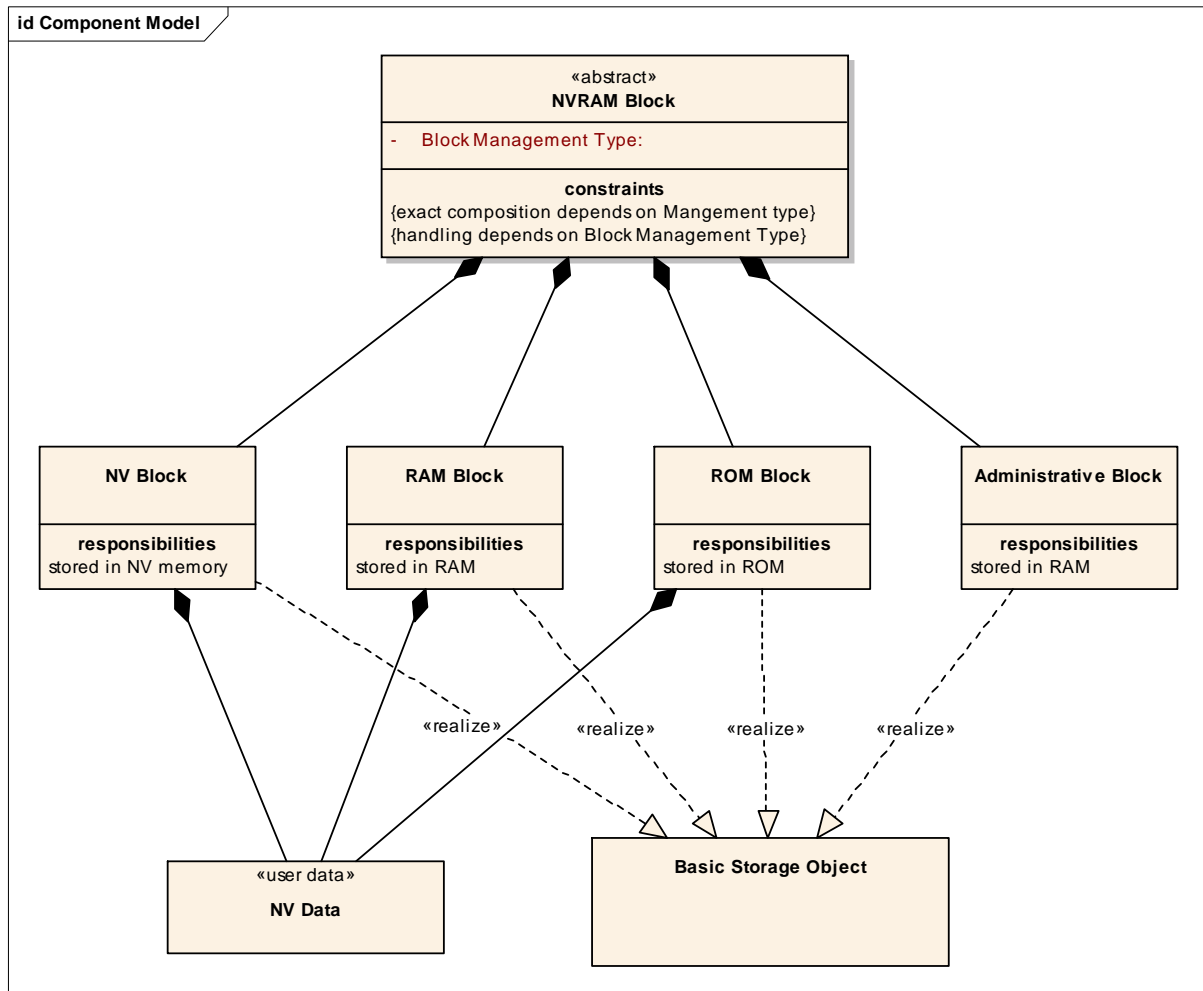 id Component Model
«abstract»
NVRAM Block
- Block Management Type:
constraints
{exact composition depends on Mangement type}
{handling depends on Block Management Type}
NV Block
responsibilities
stored in NV memory
RAM Block
responsibilities
stored in RAM
ROM Block
responsibilities
stored in ROM
Administrative Block
responsibilities
stored in RAM
«realize»
«realize»
«realize»
«realize»
«user data»
NV Data
Basic Storage Object